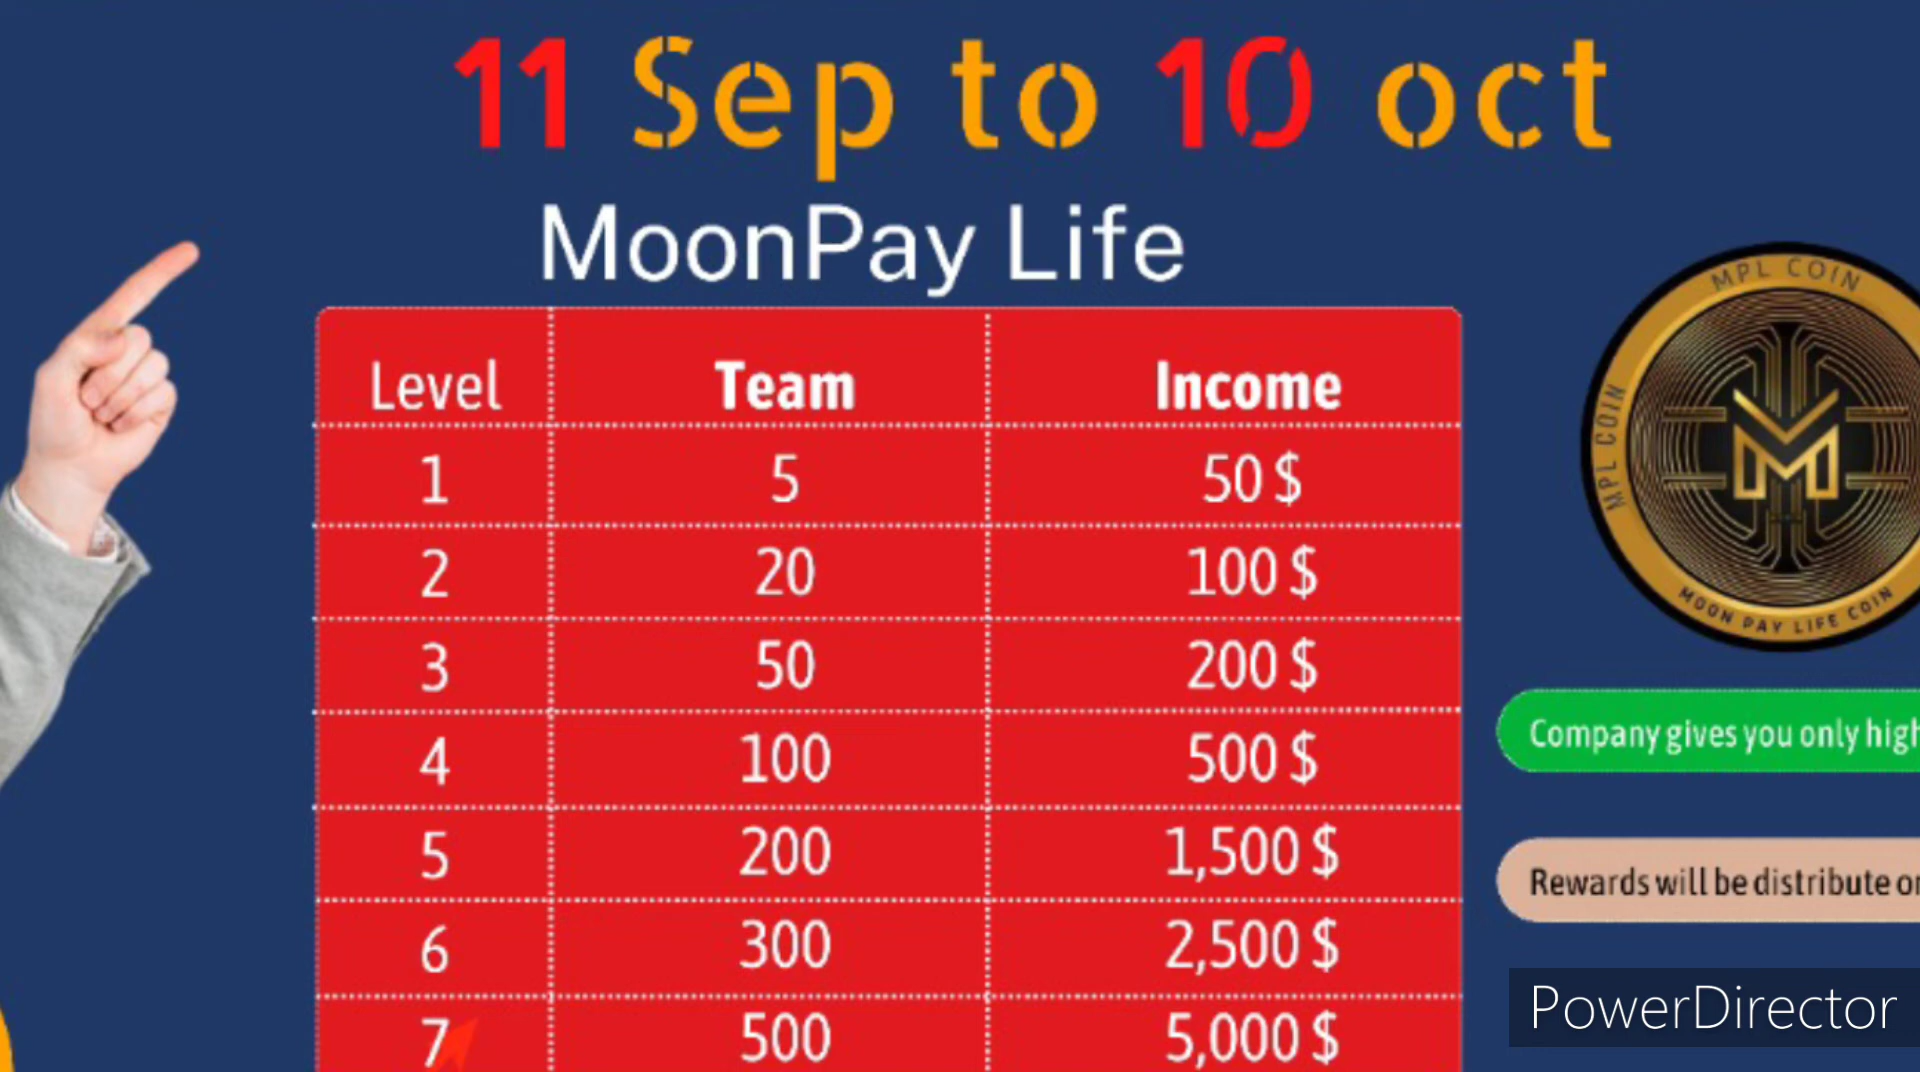 11 Sep to 10 oct
MoonPay Life
Level Team Income
1 5 50 $
2 20 100 $
3 50 200 $
4 100 500 $
5 200 1,500 $
6 300 2,500 $
7 500 5,000 $
MPL COIN
MPL COIN
MOON PAY LIFE COIN
Company gives you only high
Rewards will be distribute
PowerDirector